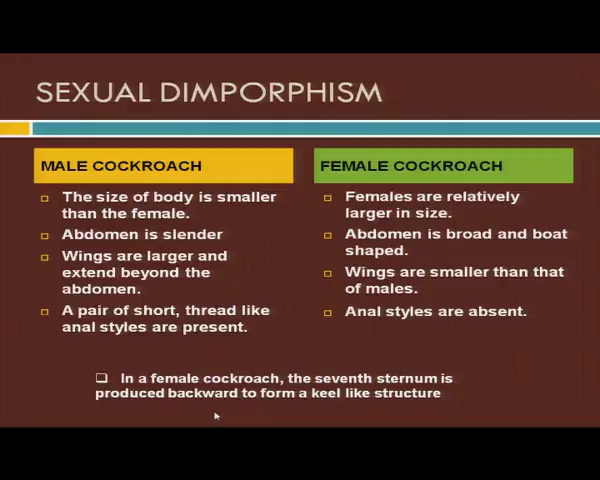 SEXUAL DIMPORPHISM
MALE COCKROACH
The size of body is smaller
than the female.
Abdomen is slender
Wings are larger and
extend beyond the
abdomen.
A pair of short, thread like
anal styles are present.
FEMALE COCKROACH
Females are relatively
larger in size.
Abdomen is broad and boat
shaped.
Wings are smaller than that
of males.
Anal styles are absent.
In a female cockroach, the seventh sternum is
produced backward to form a keel like structure